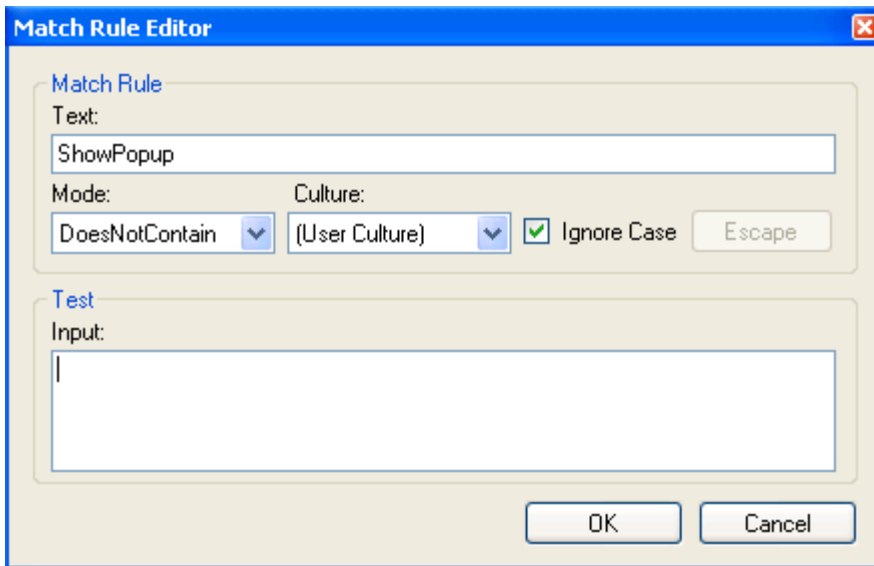 Match Rule Editor
Match Rule
Text:
ShowPopup
Mode: Culture:
DoesNotContain (User Culture) Ignore Case Escape
Test
Input:
OK Cancel